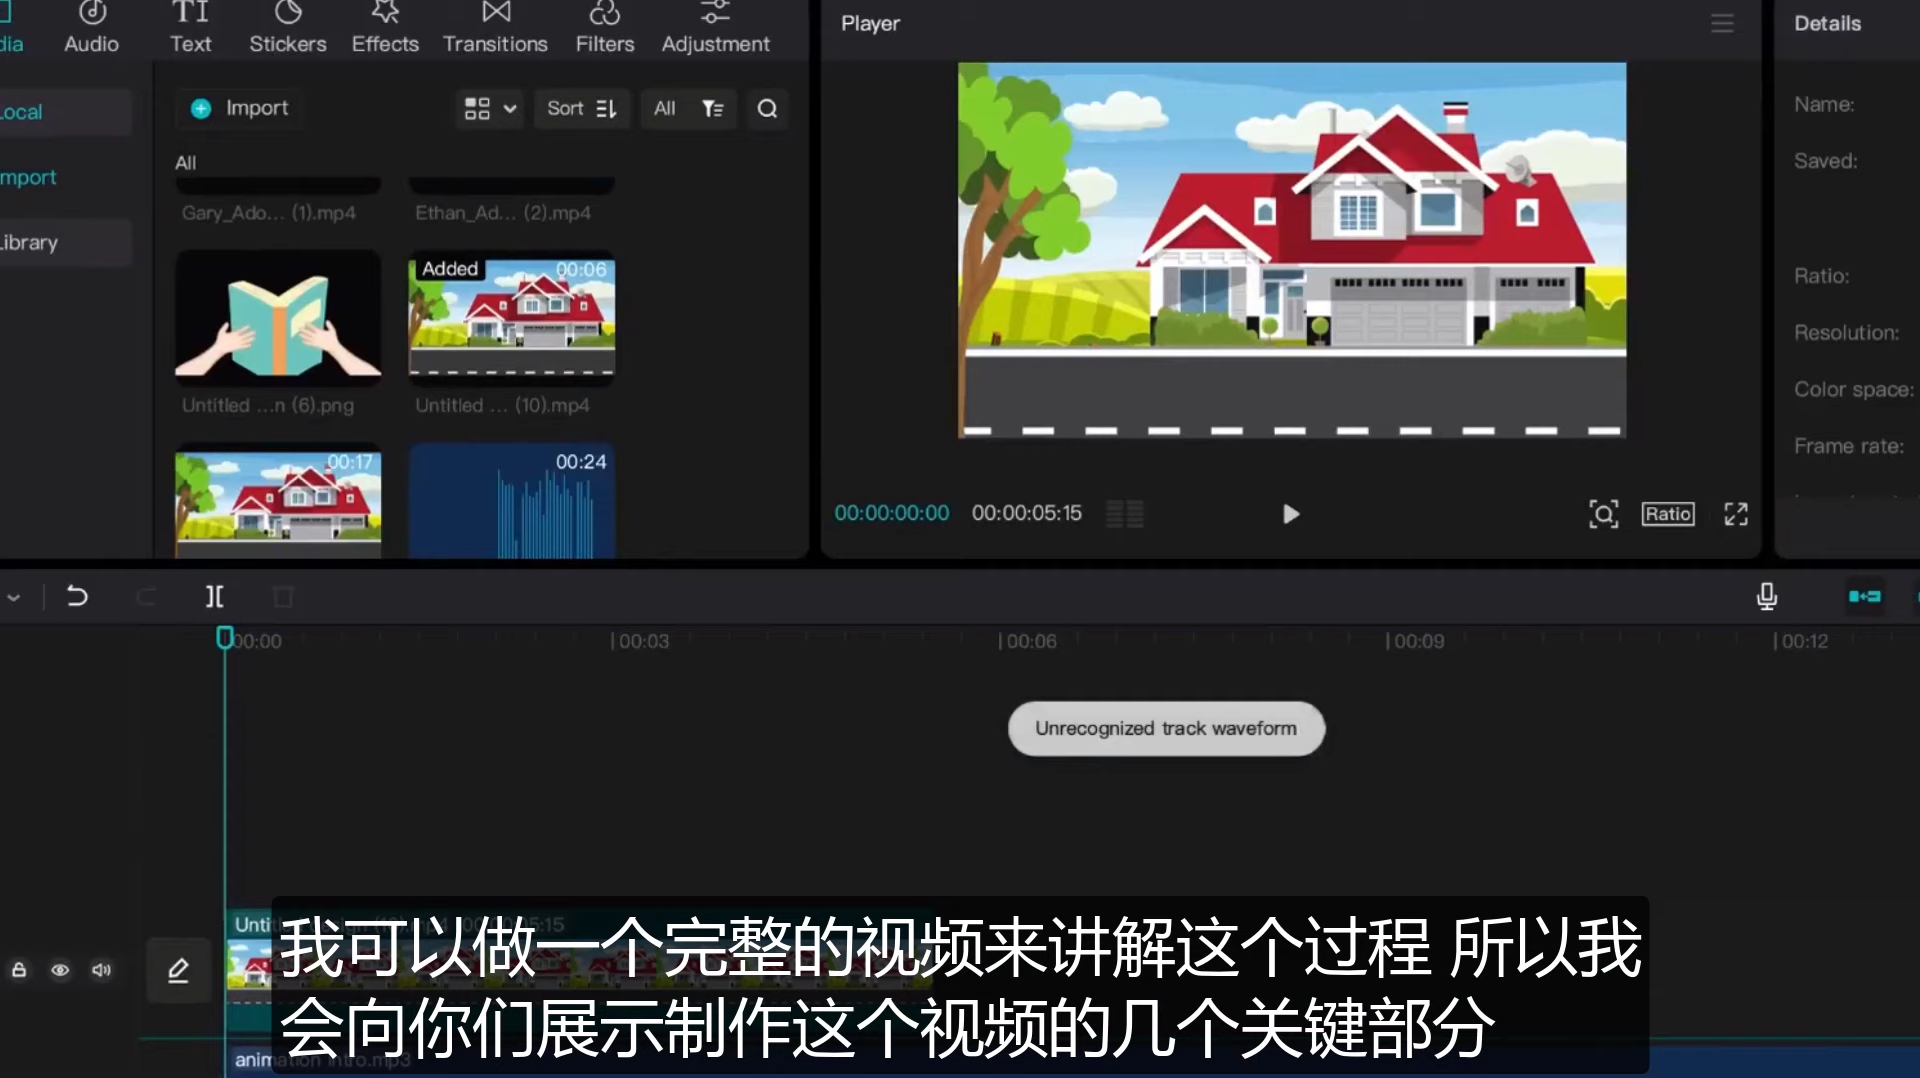 dia Audio Text Stickers Effects Transitions Filters Adjustment
Local
Import
Library
Import Sort All
All
Gary_Ado... (1).mp4 Ethan_Ad... (2).mp4
Added 00:06
Untitled ...n (6).png Untitled ... (10).mp4
00:17 00:24
Player
00:00:00:00 00:00:05:15 Ratio
Details
Name:
Saved:
Ratio:
Resolution:
Color space:
Frame rate:
00:00 00:03 00:06 00:09 00:12
Unrecognized track waveform
我可以做一个完整的视频来讲解这个过程 所以我
会向你们展示制作这个视频的几个关键部分
animation intro.mp3